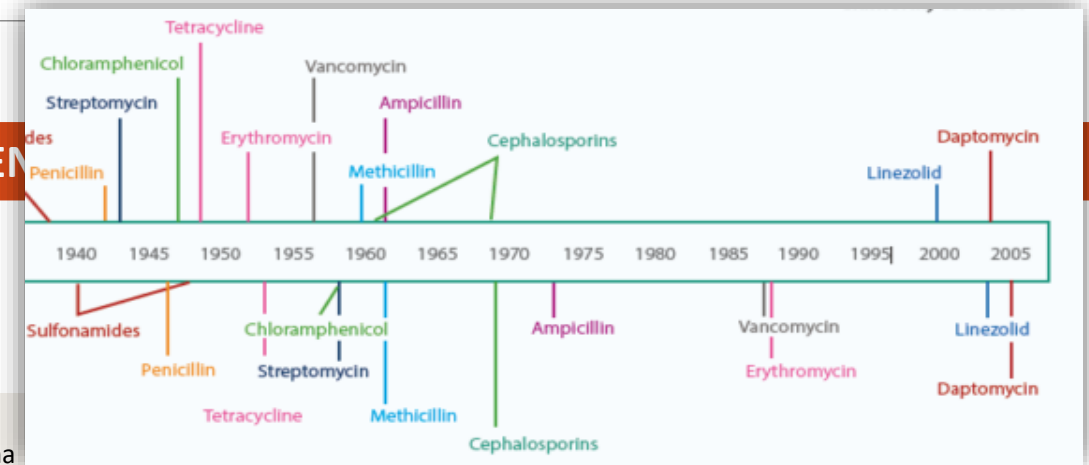 Tetracycline
Chloramphenicol
Vancomycin
Streptomycin
Ampicillin
des
Erythromycin
Cephalosporins
Daptomycin
EN
Penicillin
Methicillin
Linezolid
1940 1945 1950 1955 1960 1965 1970 1975 1980 1985 1990 1995 2000 2005
Sulfonamides
Chloramphenicol
Ampicillin
Vancomycin
Linezolid
Penicillin
Streptomycin
Erythromycin
Daptomycin
Tetracycline
Methicillin
Cephalosporins
na